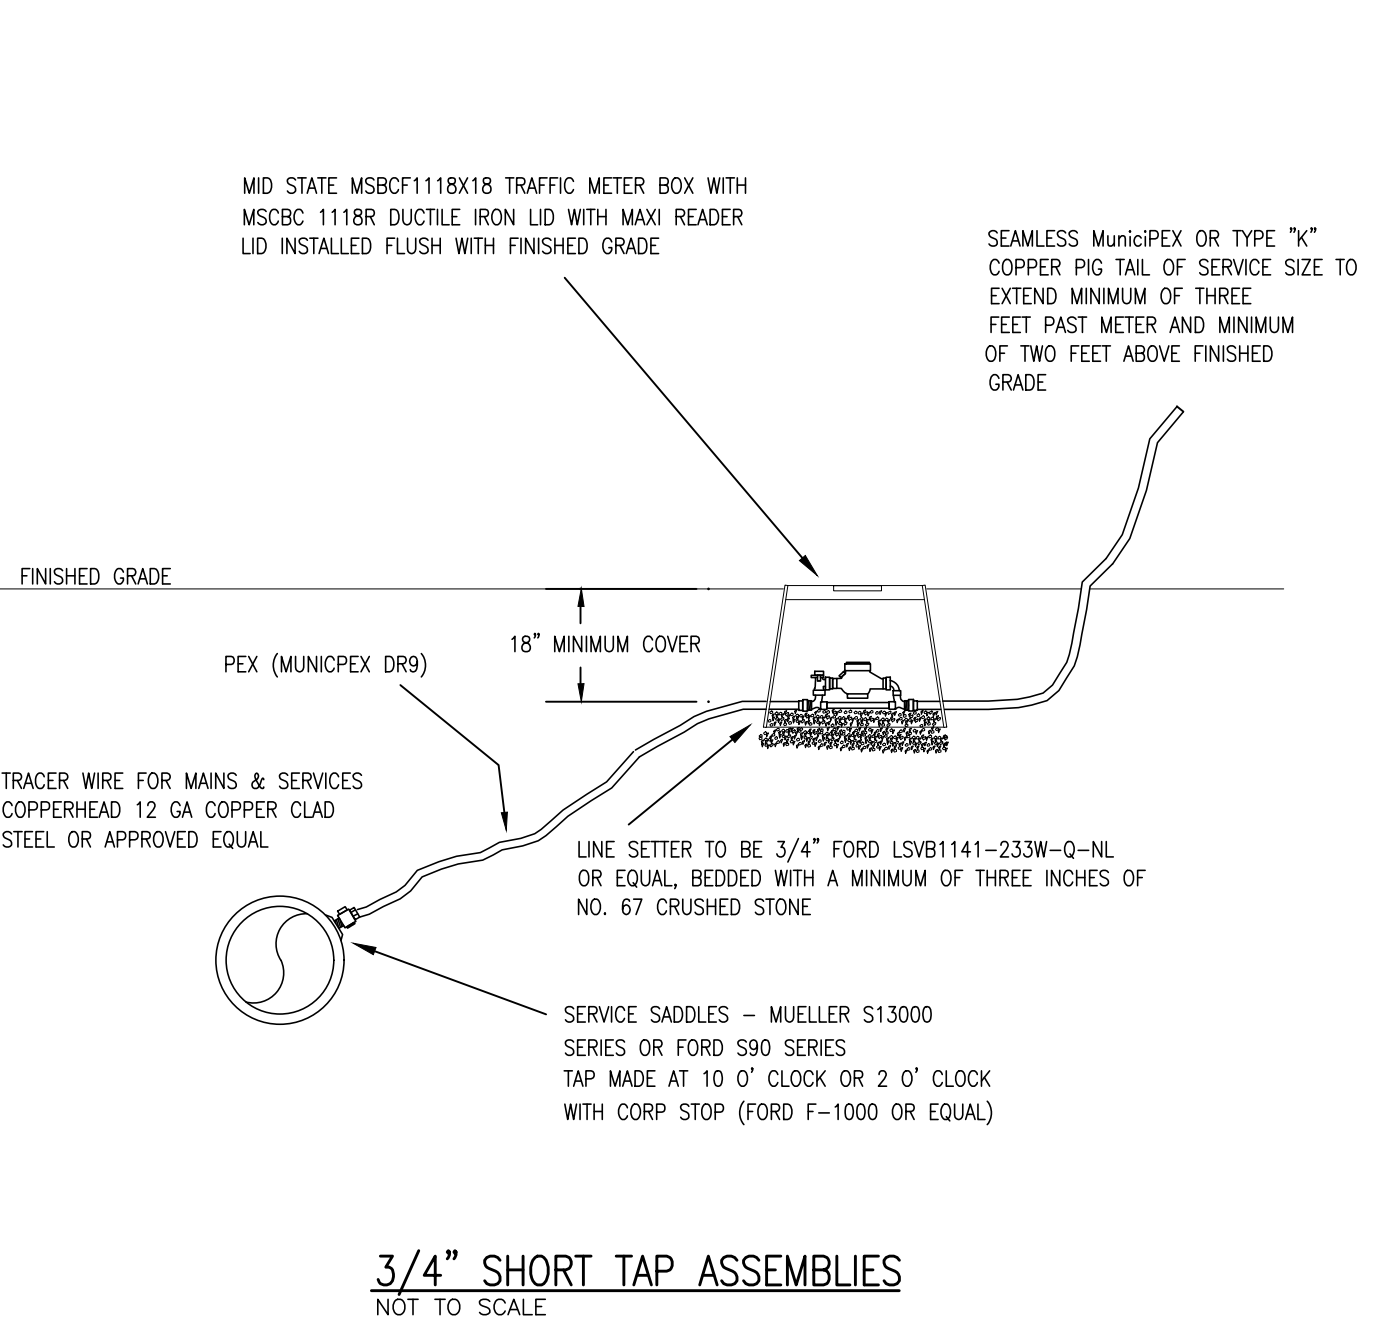 MID STATE MSBCF1118X18 TRAFFIC METER BOX WITH
MSCBC 1118R DUCTILE IRON LID WITH MAXI READER
LID INSTALLED FLUSH WITH FINISHED GRADE
SEAMLESS MuniciPEX OR TYPE "K"
COPPER PIG TAIL OF SERVICE SIZE TO
EXTEND MINIMUM OF THREE
FEET PAST METER AND MINIMUM
OF TWO FEET ABOVE FINISHED
GRADE
FINISHED GRADE
18" MINIMUM COVER
PEX (MUNICPEX DR9)
TRACER WIRE FOR MAINS & SERVICES
COPPERHEAD 12 GA COPPER CLAD
STEEL OR APPROVED EQUAL
LINE SETTER TO BE 3/4" FORD LSVB1141-233W-Q-NL
OR EQUAL, BEDDED WITH A MINIMUM OF THREE INCHES OF
NO. 67 CRUSHED STONE
SERVICE SADDLES - MUELLER S13000
SERIES OR FORD S90 SERIES
TAP MADE AT 10 O' CLOCK OR 2 O' CLOCK
WITH CORP STOP (FORD F-1000 OR EQUAL)
3/4" SHORT TAP ASSEMBLIES
NOT TO SCALE